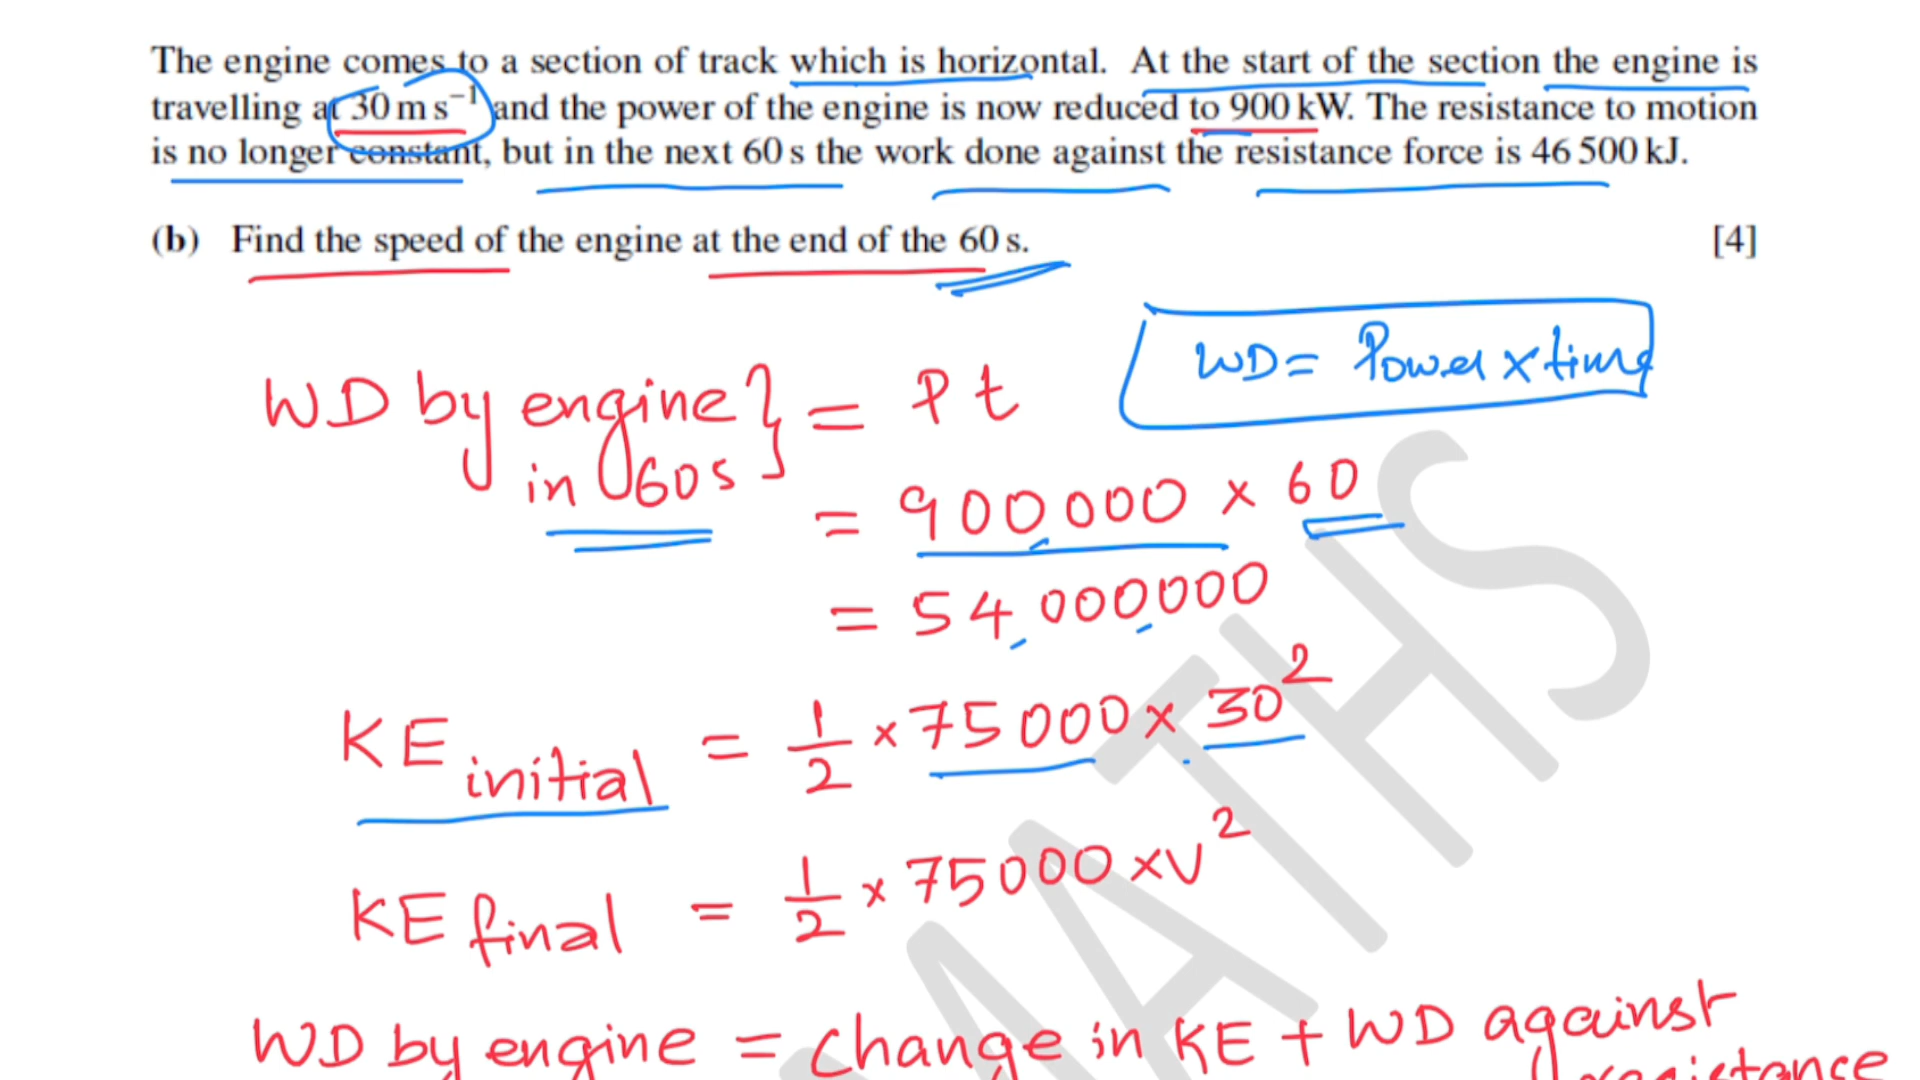 The engine comes to a section of track which is horizontal. At the start of the section the engine is
travelling at 30 m s⁻¹ and the power of the engine is now reduced to 900 kW. The resistance to motion
is no longer constant, but in the next 60 s the work done against the resistance force is 46 500 kJ.
(b) Find the speed of the engine at the end of the 60 s. [4]
WD = Power x time
WD by engine } = Pt
in 60s
= 900000 x 60
= 54,000,000
KE initial = 1/2 x 75000 x 30²
KE final = 1/2 x 75000 x v²
WD by engine = change in KE + WD against
resistance
MATHS